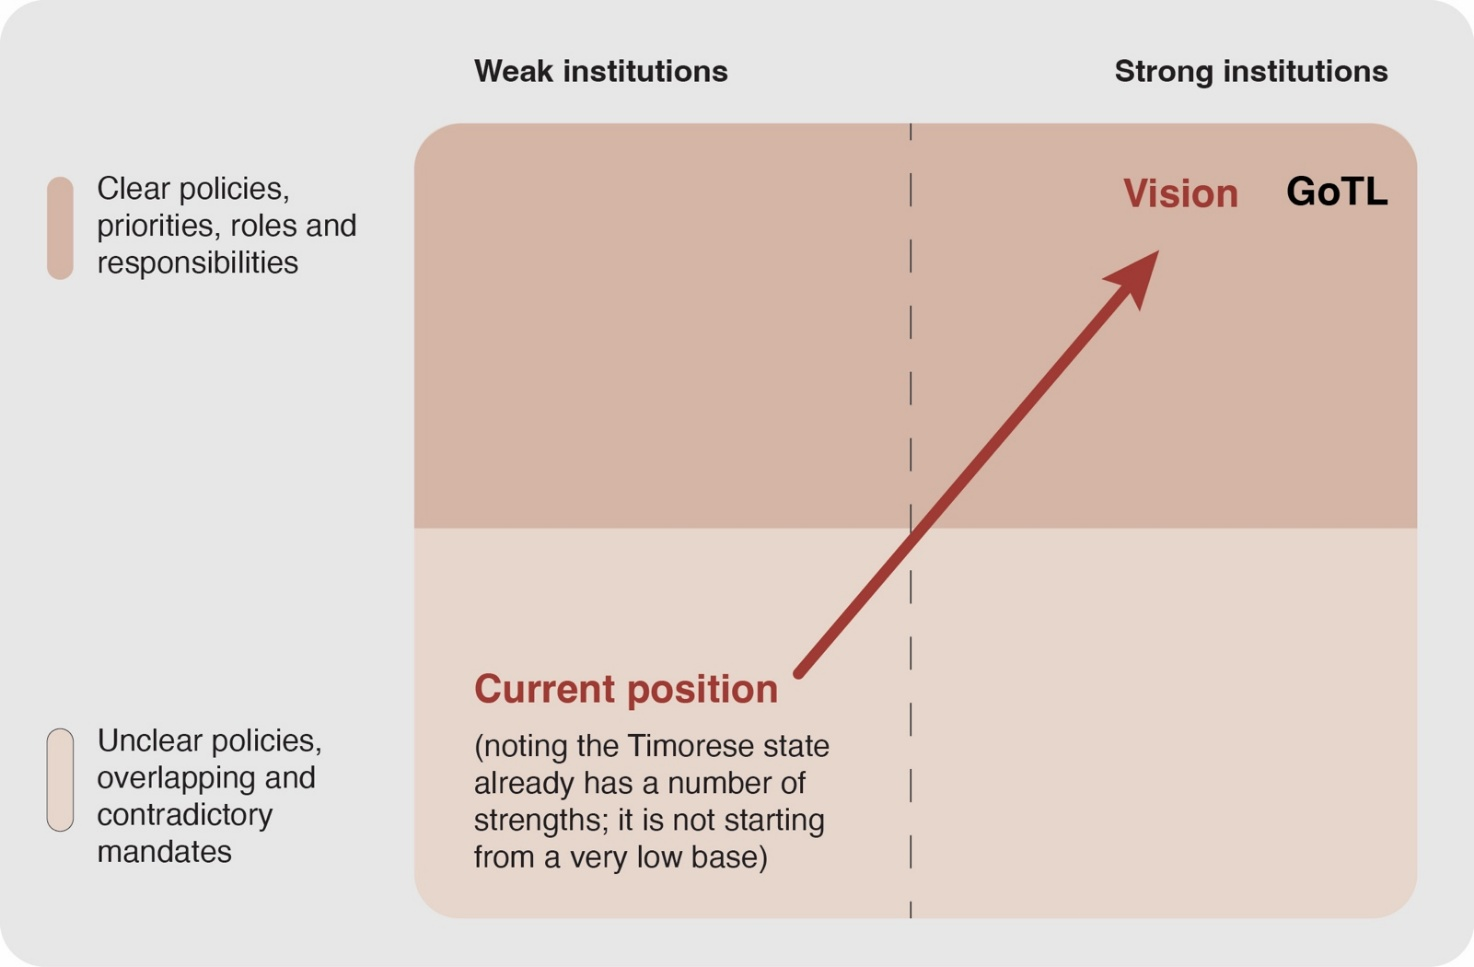 Weak institutions
Strong institutions
Clear policies,
priorities, roles and
responsibilities
Vision
GoTL
Current position
(noting the Timorese state
already has a number of
strengths; it is not starting
from a very low base)
Unclear policies,
overlapping and
contradictory
mandates